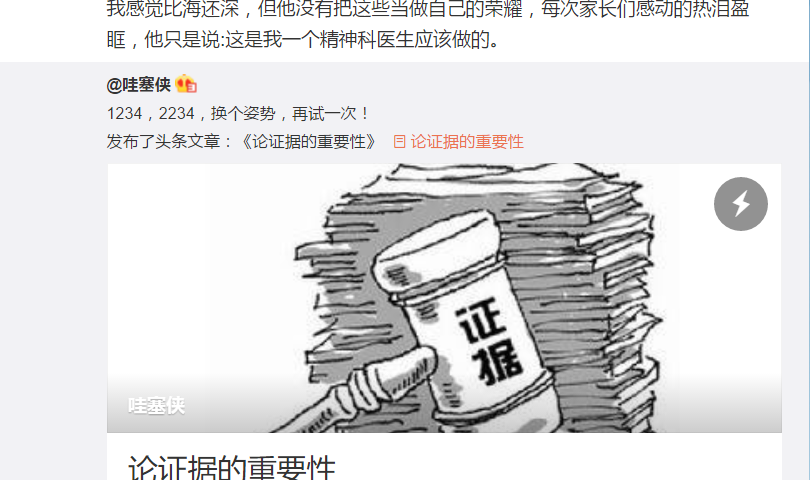 我感觉比海还深，但他没有把这些当做自己的荣耀，每次家长们感动的热泪盈
眶，他只是说:这是我一个精神科医生应该做的。
@哇塞侠
1234，2234，换个姿势，再试一次！
发布了头条文章：《论证据的重要性》 论证据的重要性
证据
哇塞侠
论证据的重要性